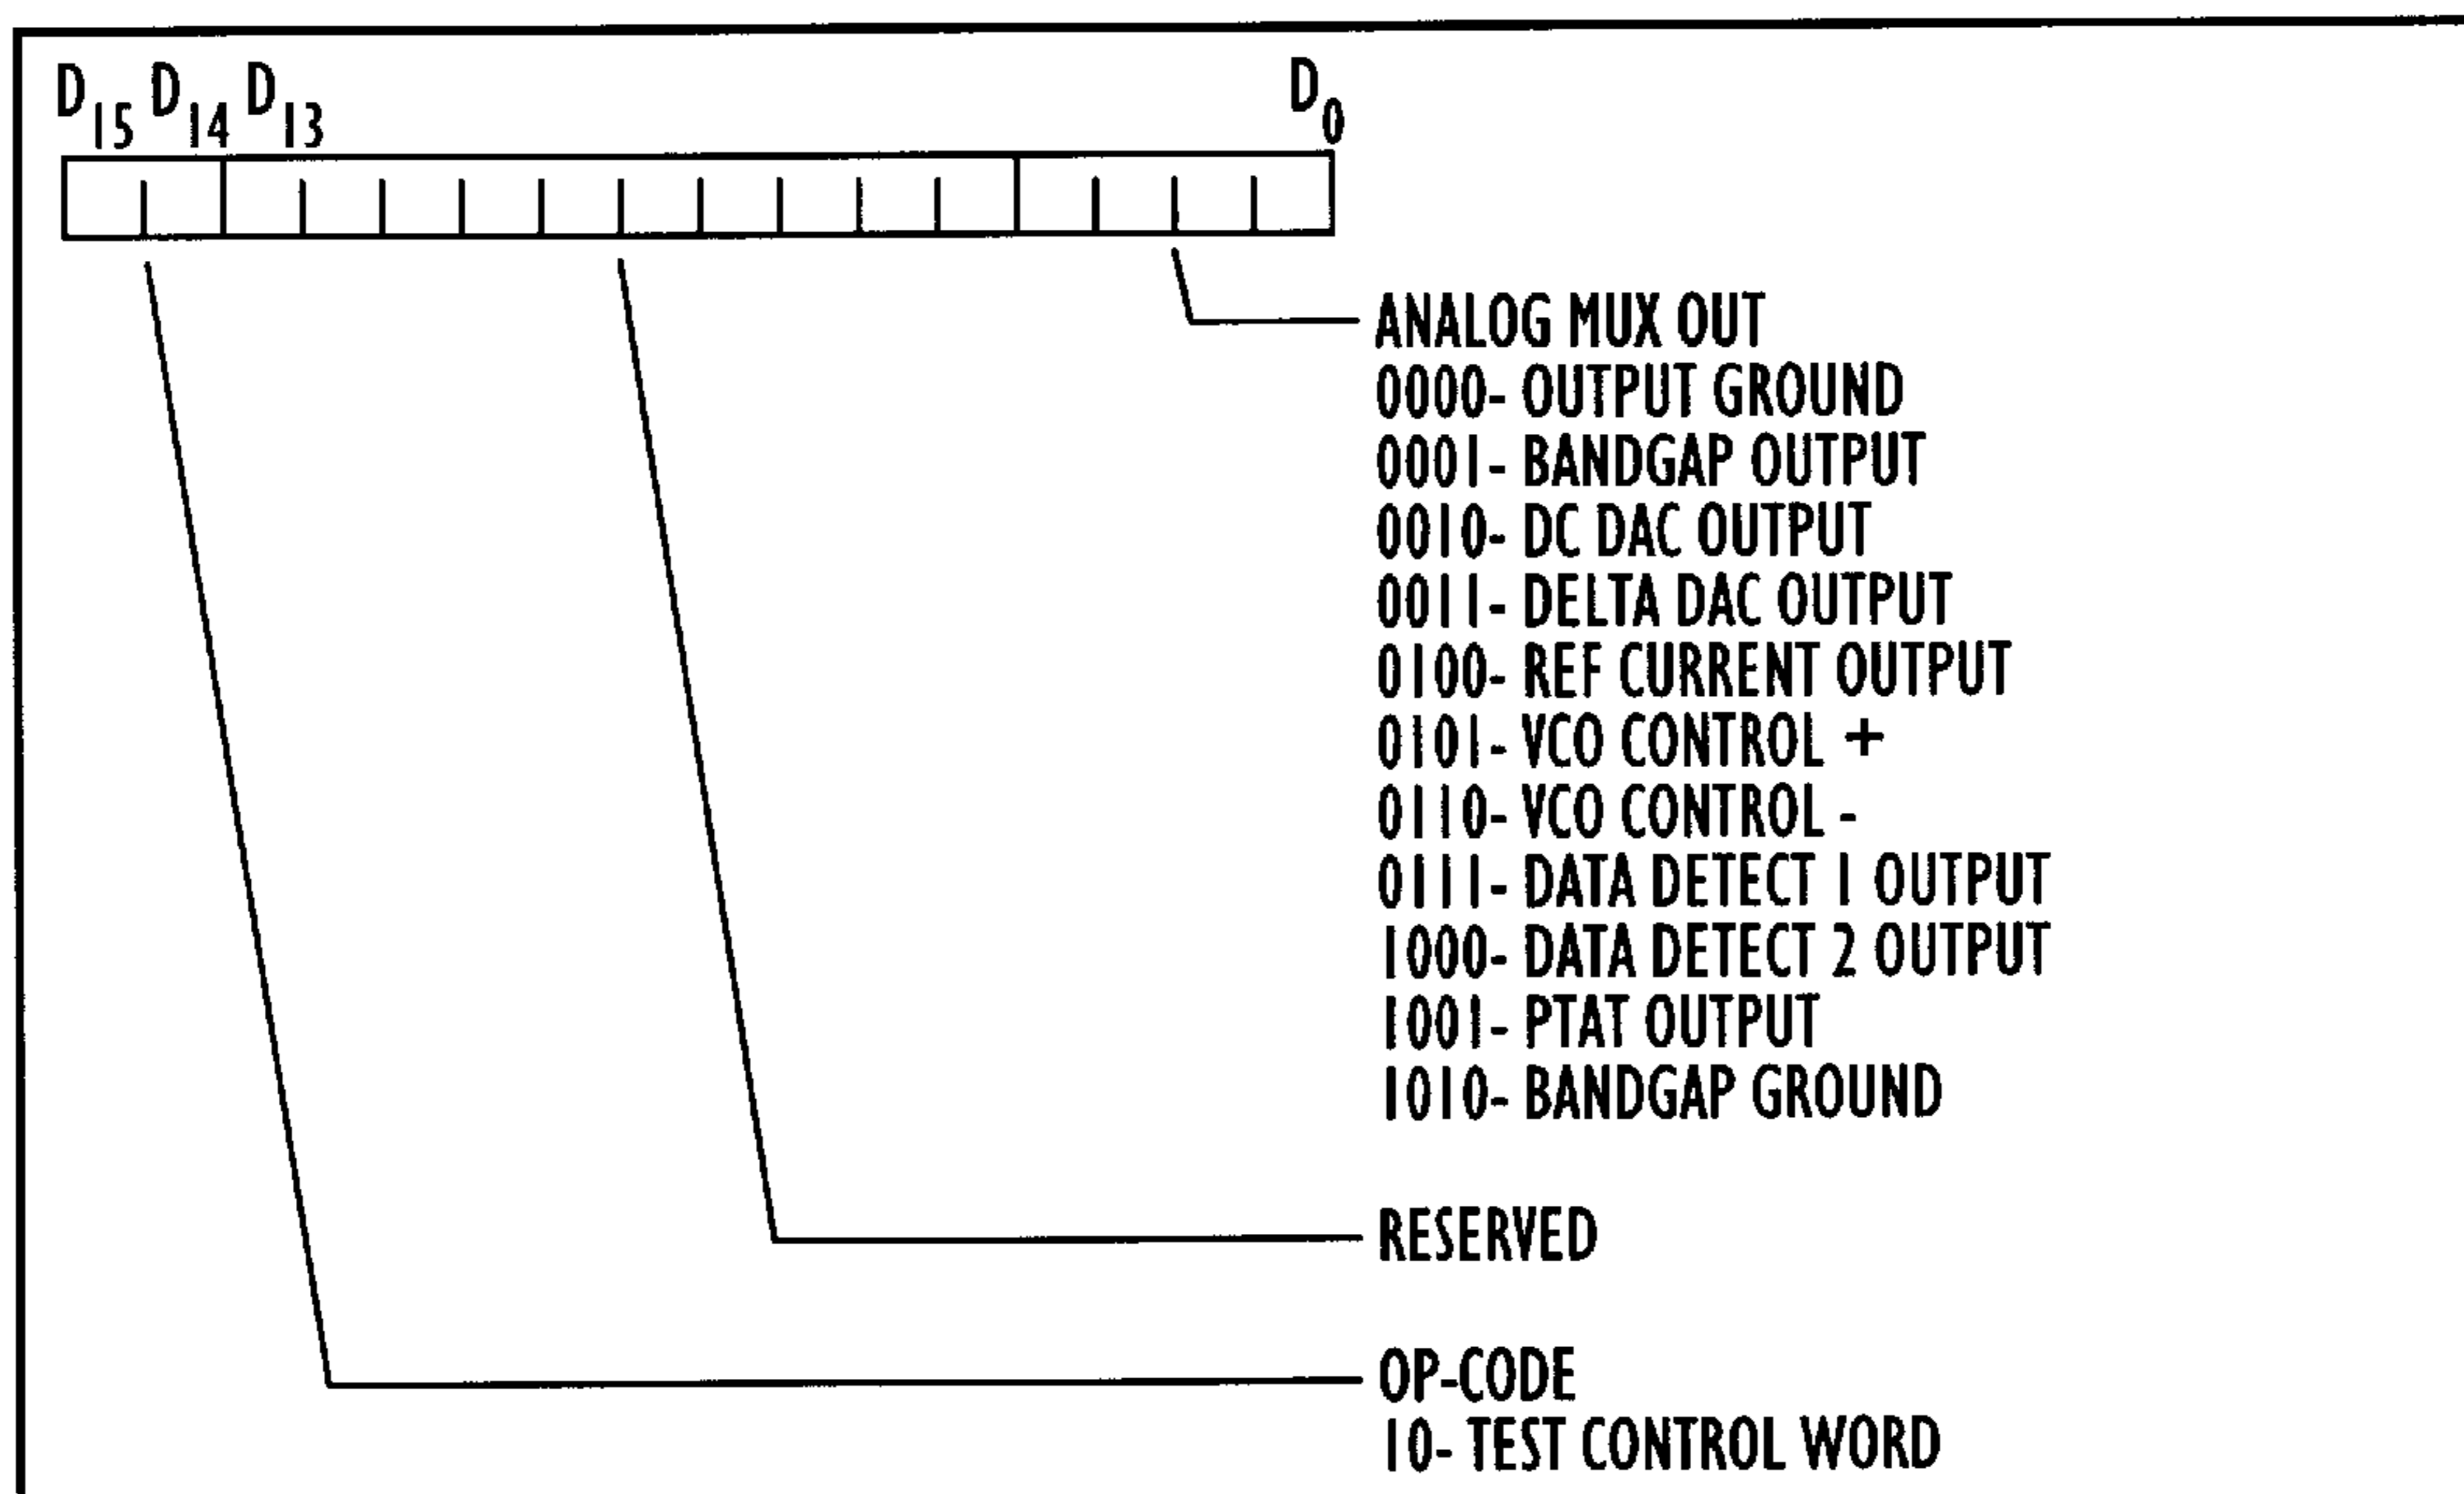 D15 D14 D13 D0
ANALOG MUX OUT
0000- OUTPUT GROUND
0001- BANDGAP OUTPUT
0010- DC DAC OUTPUT
0011- DELTA DAC OUTPUT
0100- REF CURRENT OUTPUT
0101- VCO CONTROL +
0110- VCO CONTROL -
0111- DATA DETECT 1 OUTPUT
1000- DATA DETECT 2 OUTPUT
1001- PTAT OUTPUT
1010- BANDGAP GROUND
RESERVED
OP-CODE
10- TEST CONTROL WORD